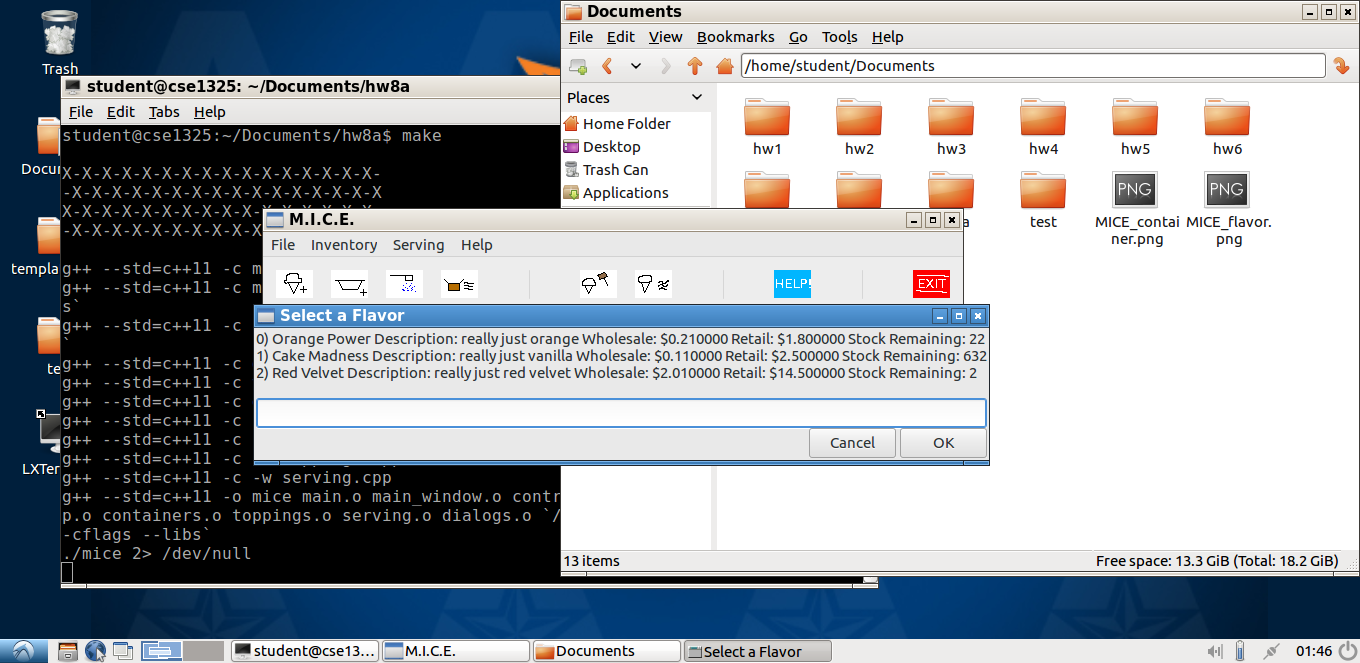 Trash
Docu
templa
te
LXTer
student@cse1325: ~/Documents/hw8a
File Edit Tabs Help
student@cse1325:~/Documents/hw8a$ make
X-X-X-X-X-X-X-X-X-X-X-X-X-X-X-X-
-X-X-X-X-X-X-X-X-X-X-X-X-X-X-X-X
X-X-X-X-X-X-X-X-X-X-X-X-X-X-X-X-
-X-X-X-X-X-X-X-X-X-X
g++ --std=c++11 -c m
g++ --std=c++11 -c m
s`
g++ --std=c++11 -c
`
g++ --std=c++11 -c
g++ --std=c++11 -c
g++ --std=c++11 -c
g++ --std=c++11 -c
g++ --std=c++11 -c
g++ --std=c++11 -c
g++ --std=c++11 -c -w serving.cpp
g++ --std=c++11 -o mice main.o main_window.o contr
p.o containers.o toppings.o serving.o dialogs.o `/
-cflags --libs`
./mice 2> /dev/null
Documents
File Edit View Bookmarks Go Tools Help
/home/student/Documents
Places
Home Folder
Desktop
Trash Can
Applications
hw1 hw2 hw3 hw4 hw5 hw6
a test MICE_contai MICE_flavor.
ner.png png
PNG PNG
13 items Free space: 13.3 GiB (Total: 18.2 GiB)
M.I.C.E.
File Inventory Serving Help
HELP! EXIT
Select a Flavor
0) Orange Power Description: really just orange Wholesale: $0.210000 Retail: $1.800000 Stock Remaining: 22
1) Cake Madness Description: really just vanilla Wholesale: $0.110000 Retail: $2.500000 Stock Remaining: 632
2) Red Velvet Description: really just red velvet Wholesale: $2.010000 Retail: $14.500000 Stock Remaining: 2
Cancel OK
student@cse13... M.I.C.E. Documents Select a Flavor 01:46